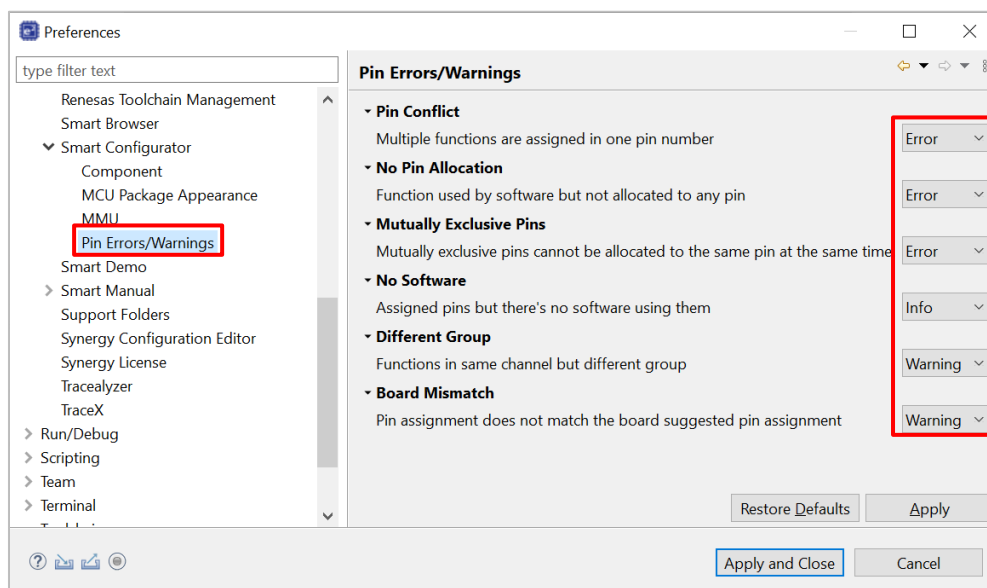 Preferences
type filter text
Renesas Toolchain Management
Smart Browser
Smart Configurator
Component
MCU Package Appearance
MMU
Pin Errors/Warnings
Smart Demo
Smart Manual
Support Folders
Synergy Configuration Editor
Synergy License
Tracealyzer
TraceX
Run/Debug
Scripting
Team
Terminal
Pin Errors/Warnings
Pin Conflict
Multiple functions are assigned in one pin number Error
No Pin Allocation
Function used by software but not allocated to any pin Error
Mutually Exclusive Pins
Mutually exclusive pins cannot be allocated to the same pin at the same time Error
No Software
Assigned pins but there's no software using them Info
Different Group
Functions in same channel but different group Warning
Board Mismatch
Pin assignment does not match the board suggested pin assignment Warning
Restore Defaults Apply
Apply and Close Cancel